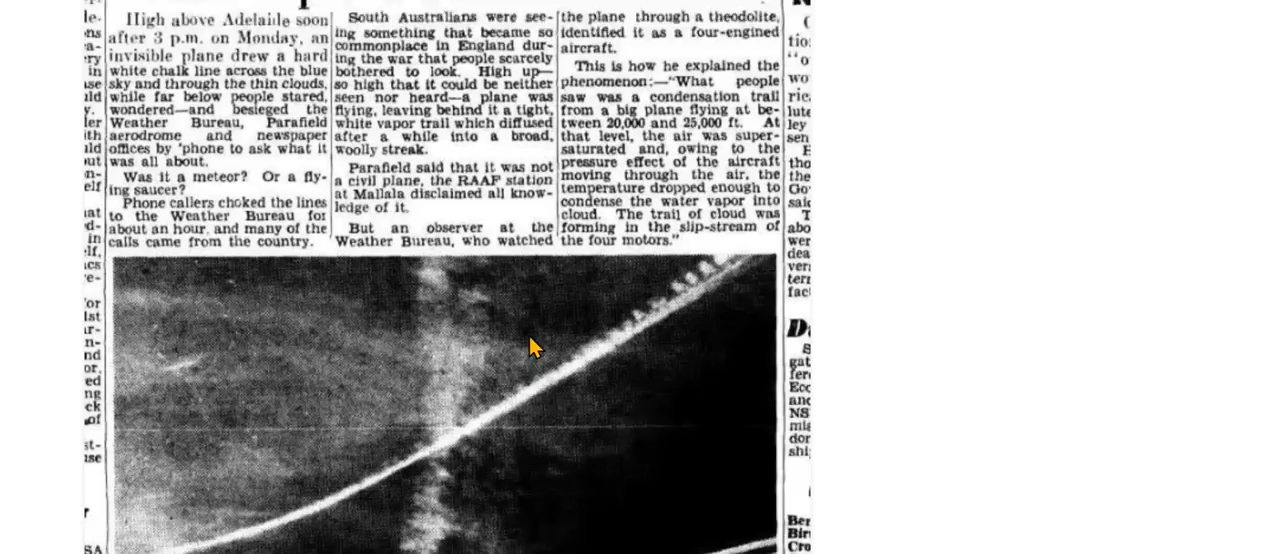 High above Adelaide soon
after 3 p.m. on Monday, an
invisible plane drew a hard
white chalk line across the blue
sky and through the thin clouds,
while far below people stared,
wondered—and besieged the
Weather Bureau, Parafield
aerodrome and newspaper
offices by 'phone to ask what it
was all about.
Was it a meteor? Or a fly-
ing saucer?
Phone callers choked the lines
to the Weather Bureau for
about an hour, and many of the
calls came from the country.
South Australians were see-
ing something that became so
commonplace in England dur-
ing the war that people scarcely
bothered to look. High up—
so high that it could be neither
seen nor heard—a plane was
flying, leaving behind it a tight,
white vapor trail which diffused
after a while into a broad,
woolly streak.
Parafield said that it was not
a civil plane, the RAAF station
at Mallala disclaimed all know-
ledge of it.
But an observer at the
Weather Bureau, who watched
the plane through a theodolite,
identified it as a four-engined
aircraft.
This is how he explained the
phenomenon:—"What people
saw was a condensation trail
from a big plane flying at be-
tween 20,000 and 25,000 ft. At
that level, the air was super-
saturated and, owing to the
pressure effect of the aircraft
moving through the air, the
temperature dropped enough to
condense the water vapor into
cloud. The trail of cloud was
forming in the slip-stream of
the four motors."